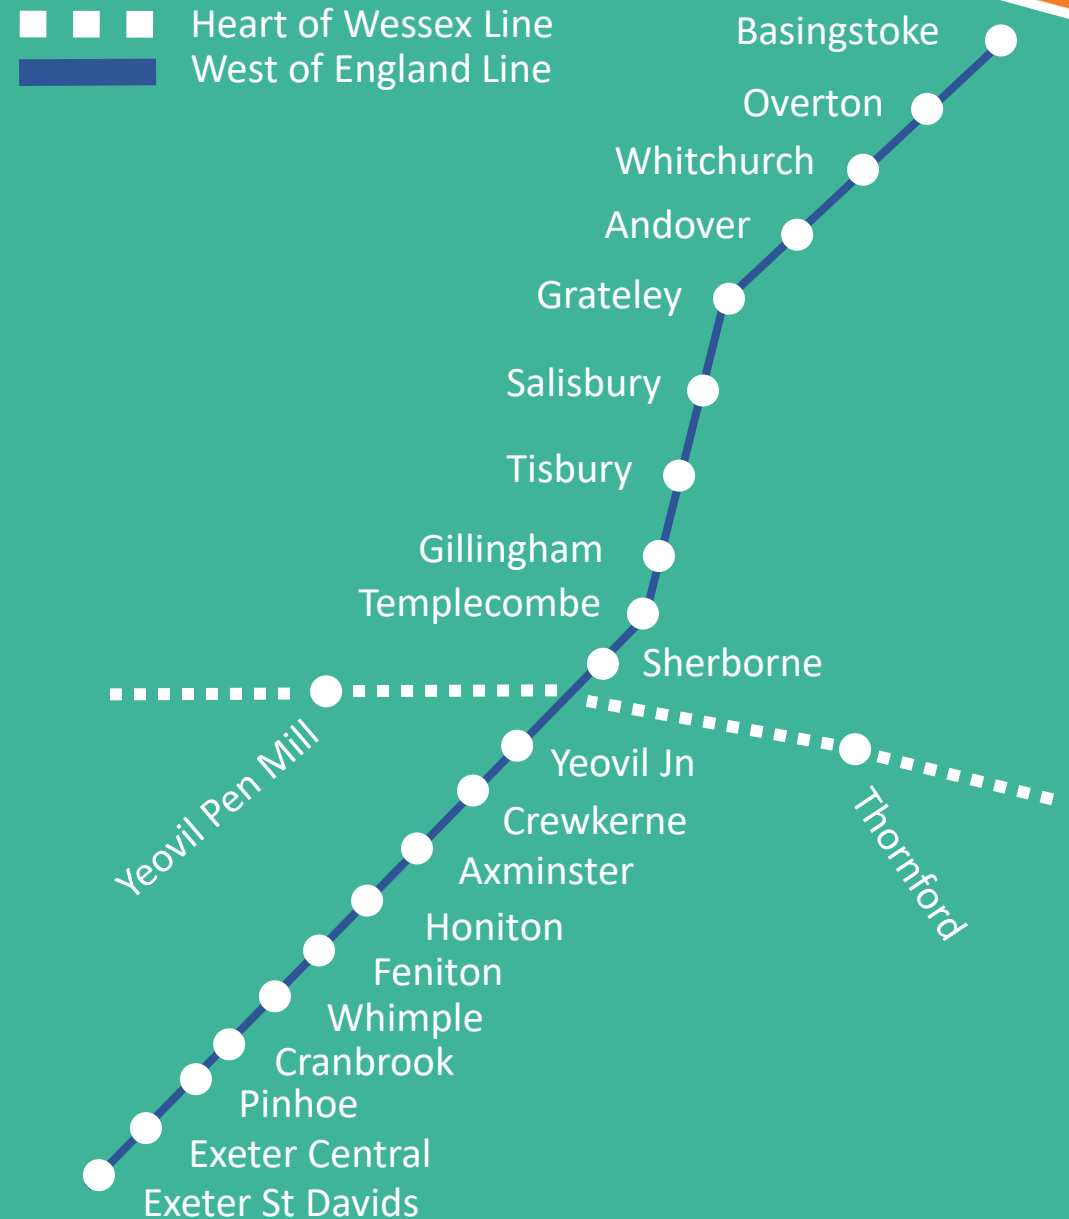 Heart of Wessex Line
West of England Line
Basingstoke
Overton
Whitchurch
Andover
Grateley
Salisbury
Tisbury
Gillingham
Templecombe
Sherborne
Yeovil Pen Mill
Yeovil Jn
Thornford
Crewkerne
Axminster
Honiton
Feniton
Whimple
Cranbrook
Pinhoe
Exeter Central
Exeter St Davids